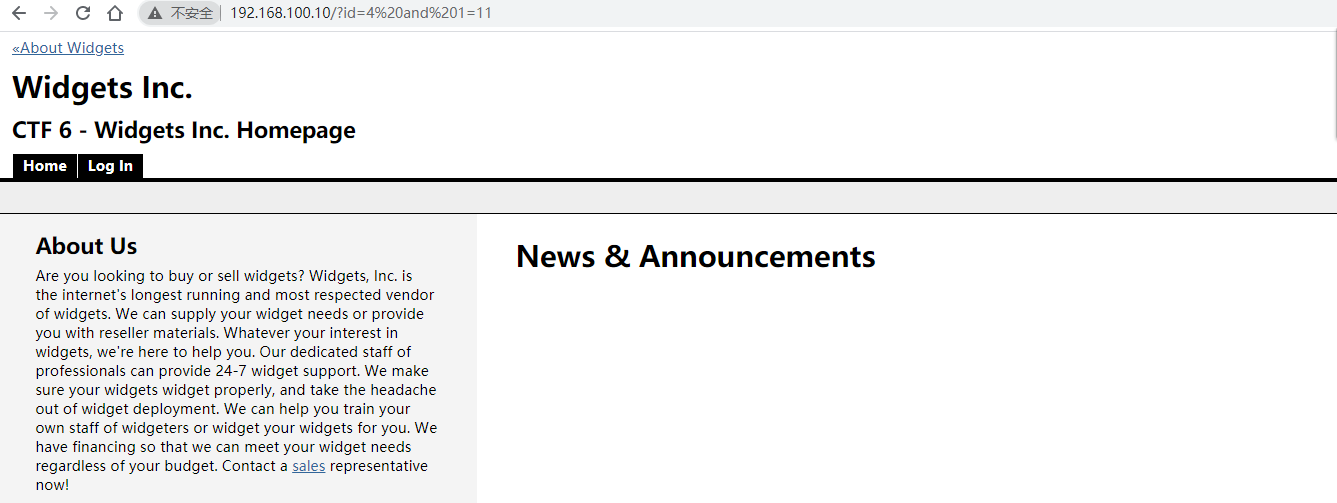 不安全 192.168.100.10/?id=4%20and%201=11
«About Widgets
Widgets Inc.
CTF 6 - Widgets Inc. Homepage
Home Log In
About Us
Are you looking to buy or sell widgets? Widgets, Inc. is
the internet's longest running and most respected vendor
of widgets. We can supply your widget needs or provide
you with reseller materials. Whatever your interest in
widgets, we're here to help you. Our dedicated staff of
professionals can provide 24-7 widget support. We make
sure your widgets widget properly, and take the headache
out of widget deployment. We can help you train your
own staff of widgeters or widget your widgets for you. We
have financing so that we can meet your widget needs
regardless of your budget. Contact a sales representative
now!
News & Announcements